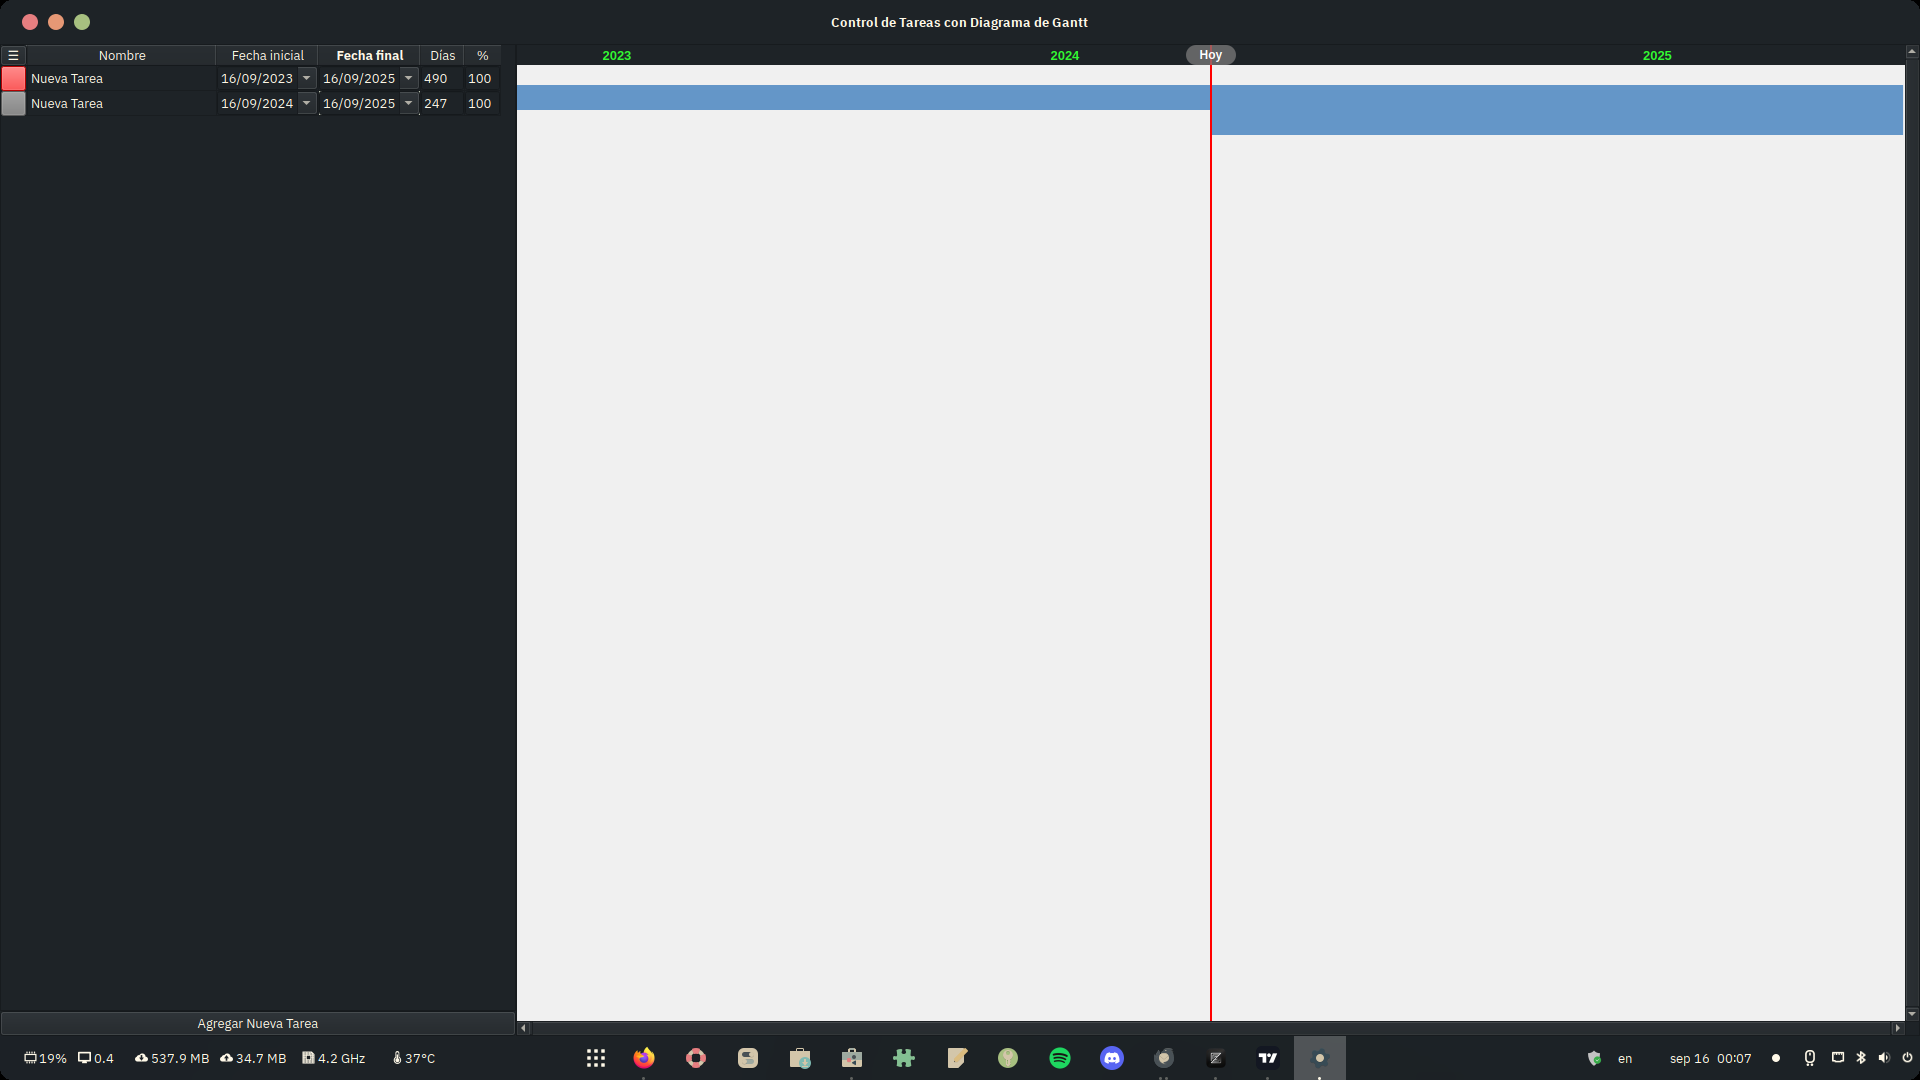 Control de Tareas con Diagrama de Gantt
☰ Nombre Fecha inicial Fecha final Días %
2023 2024 Hoy 2025
Nueva Tarea 16/09/2023 16/09/2025 490 100
Nueva Tarea 16/09/2024 16/09/2025 247 100
Agregar Nueva Tarea
19% 0.4 537.9 MB 34.7 MB 4.2 GHz 37°C en sep 16 00:07